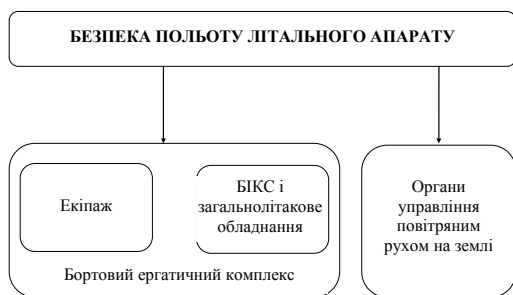 БЕЗПЕКА ПОЛЬОТУ ЛІТАЛЬНОГО АПАРАТУ
Екіпаж
БІКС і
загальнолітакове
обладнання
Бортовий ергатичний комплекс
Органи
управління
повітряним
рухом на землі